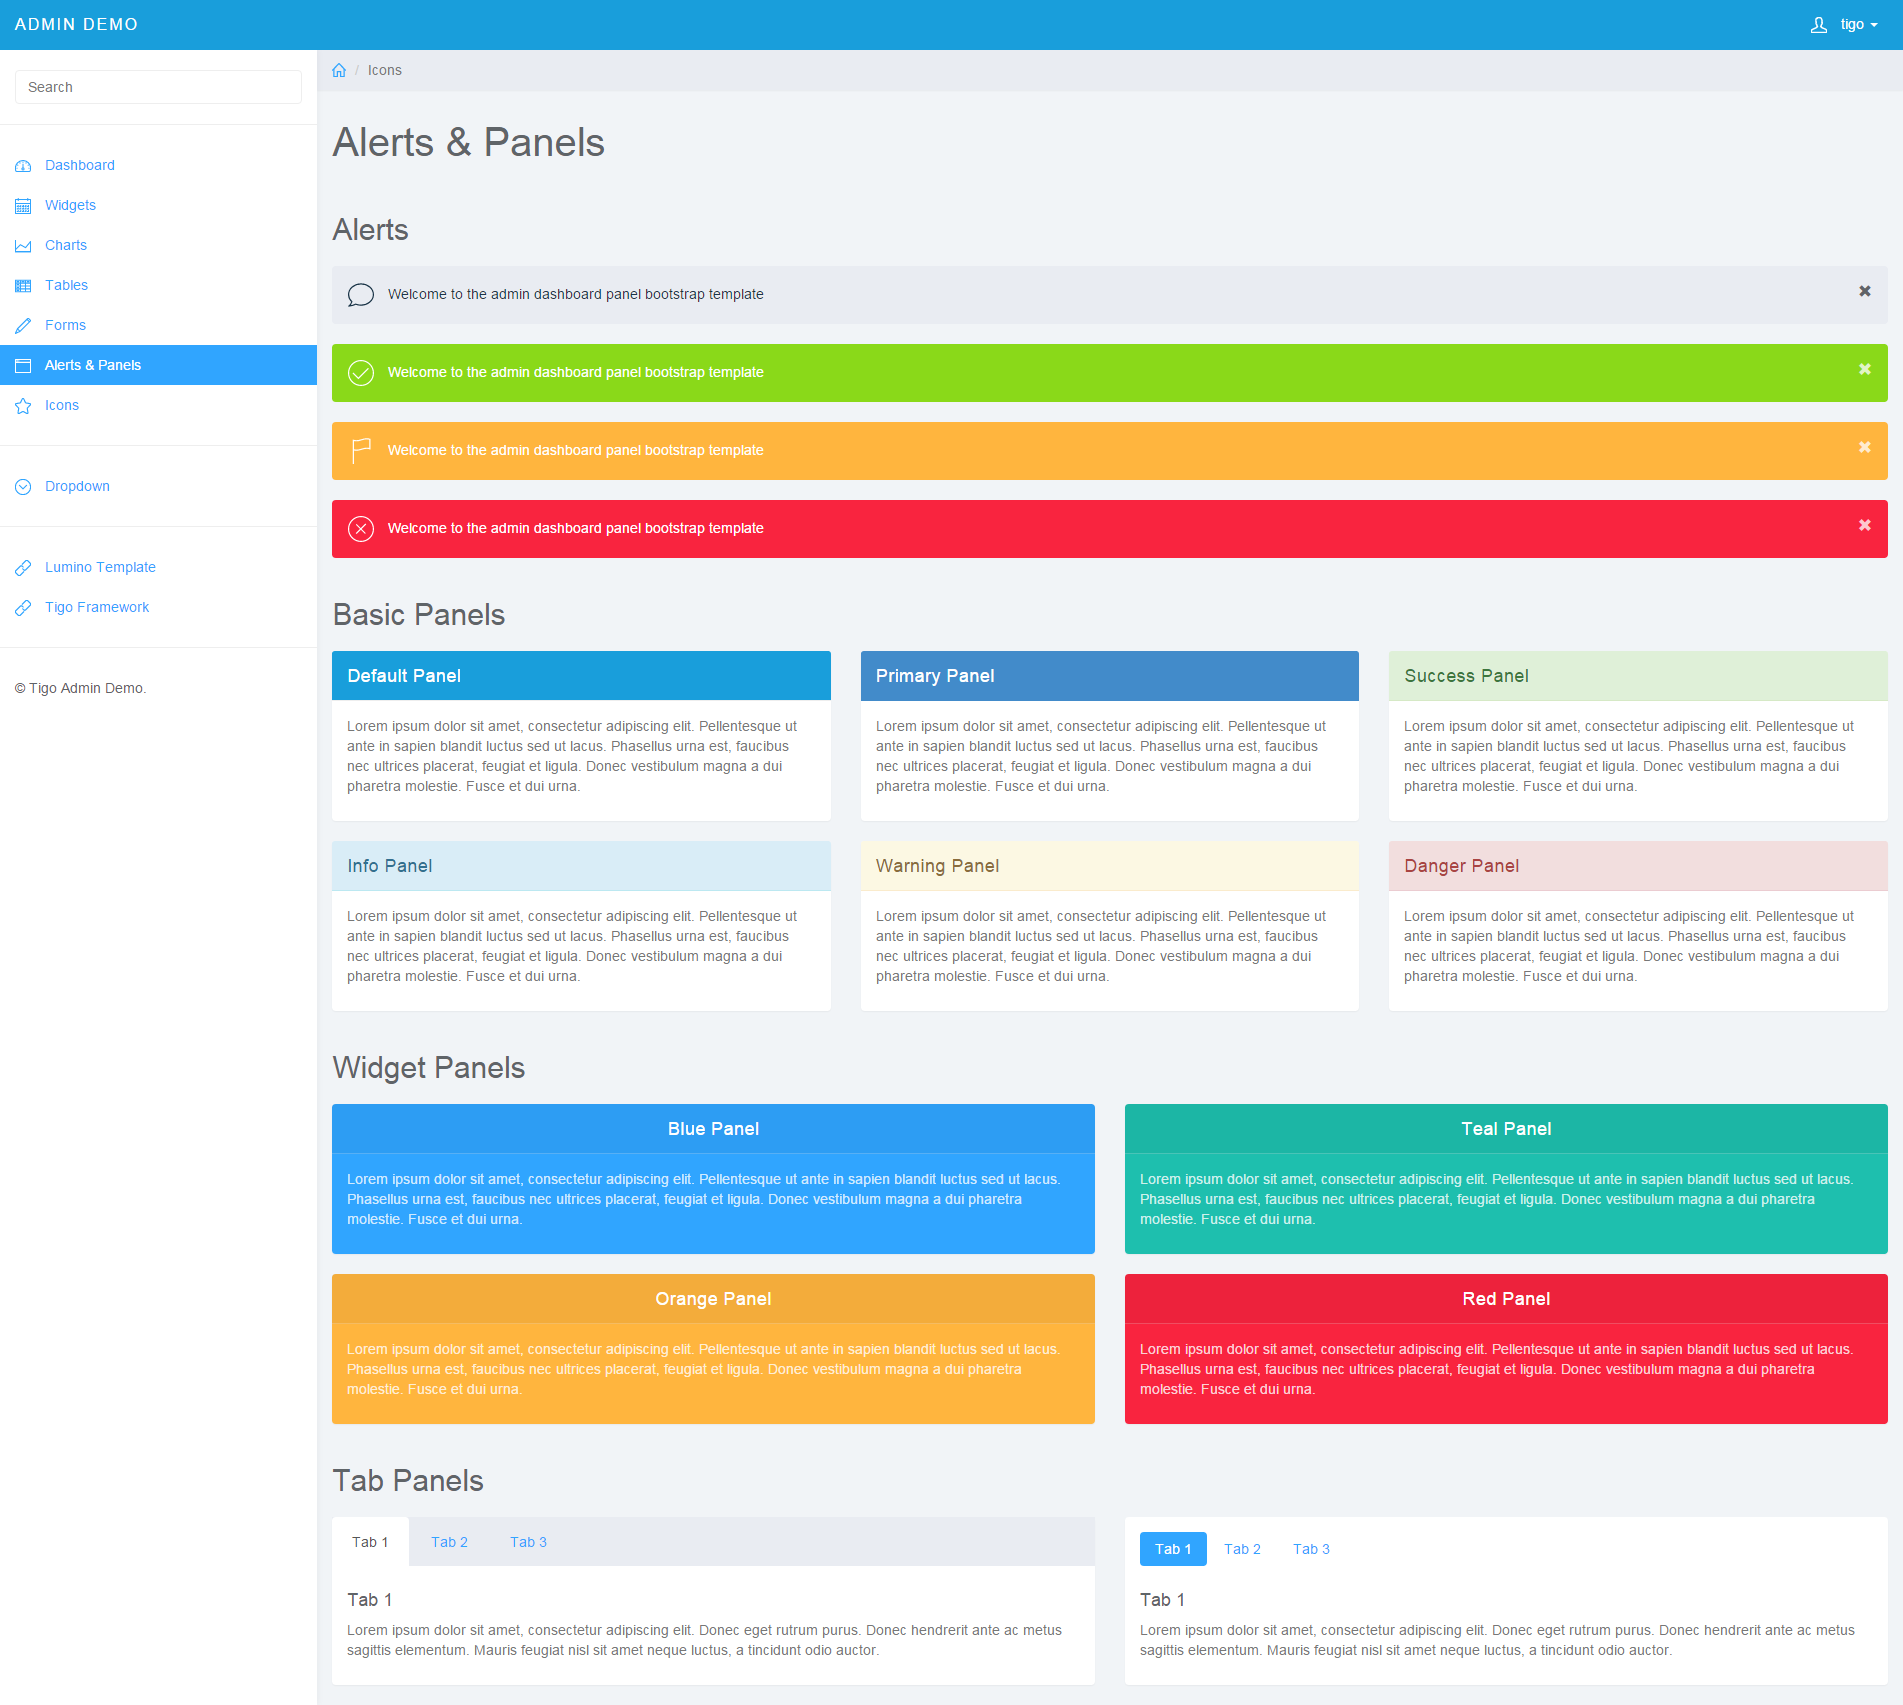 ADMIN DEMO
tigo
Search
Dashboard
Widgets
Charts
Tables
Forms
Alerts & Panels
Icons
Dropdown
Lumino Template
Tigo Framework
© Tigo Admin Demo.
/ Icons
Alerts & Panels
Alerts
Welcome to the admin dashboard panel bootstrap template
Welcome to the admin dashboard panel bootstrap template
Welcome to the admin dashboard panel bootstrap template
Welcome to the admin dashboard panel bootstrap template
Basic Panels
Default Panel
Lorem ipsum dolor sit amet, consectetur adipiscing elit. Pellentesque ut
ante in sapien blandit luctus sed ut lacus. Phasellus urna est, faucibus
nec ultrices placerat, feugiat et ligula. Donec vestibulum magna a dui
pharetra molestie. Fusce et dui urna.
Primary Panel
Lorem ipsum dolor sit amet, consectetur adipiscing elit. Pellentesque ut
ante in sapien blandit luctus sed ut lacus. Phasellus urna est, faucibus
nec ultrices placerat, feugiat et ligula. Donec vestibulum magna a dui
pharetra molestie. Fusce et dui urna.
Success Panel
Lorem ipsum dolor sit amet, consectetur adipiscing elit. Pellentesque ut
ante in sapien blandit luctus sed ut lacus. Phasellus urna est, faucibus
nec ultrices placerat, feugiat et ligula. Donec vestibulum magna a dui
pharetra molestie. Fusce et dui urna.
Info Panel
Lorem ipsum dolor sit amet, consectetur adipiscing elit. Pellentesque ut
ante in sapien blandit luctus sed ut lacus. Phasellus urna est, faucibus
nec ultrices placerat, feugiat et ligula. Donec vestibulum magna a dui
pharetra molestie. Fusce et dui urna.
Warning Panel
Lorem ipsum dolor sit amet, consectetur adipiscing elit. Pellentesque ut
ante in sapien blandit luctus sed ut lacus. Phasellus urna est, faucibus
nec ultrices placerat, feugiat et ligula. Donec vestibulum magna a dui
pharetra molestie. Fusce et dui urna.
Danger Panel
Lorem ipsum dolor sit amet, consectetur adipiscing elit. Pellentesque ut
ante in sapien blandit luctus sed ut lacus. Phasellus urna est, faucibus
nec ultrices placerat, feugiat et ligula. Donec vestibulum magna a dui
pharetra molestie. Fusce et dui urna.
Widget Panels
Blue Panel
Lorem ipsum dolor sit amet, consectetur adipiscing elit. Pellentesque ut ante in sapien blandit luctus sed ut lacus.
Phasellus urna est, faucibus nec ultrices placerat, feugiat et ligula. Donec vestibulum magna a dui pharetra
molestie. Fusce et dui urna.
Teal Panel
Lorem ipsum dolor sit amet, consectetur adipiscing elit. Pellentesque ut ante in sapien blandit luctus sed ut lacus.
Phasellus urna est, faucibus nec ultrices placerat, feugiat et ligula. Donec vestibulum magna a dui pharetra
molestie. Fusce et dui urna.
Orange Panel
Lorem ipsum dolor sit amet, consectetur adipiscing elit. Pellentesque ut ante in sapien blandit luctus sed ut lacus.
Phasellus urna est, faucibus nec ultrices placerat, feugiat et ligula. Donec vestibulum magna a dui pharetra
molestie. Fusce et dui urna.
Red Panel
Lorem ipsum dolor sit amet, consectetur adipiscing elit. Pellentesque ut ante in sapien blandit luctus sed ut lacus.
Phasellus urna est, faucibus nec ultrices placerat, feugiat et ligula. Donec vestibulum magna a dui pharetra
molestie. Fusce et dui urna.
Tab Panels
Tab 1 Tab 2 Tab 3
Tab 1
Lorem ipsum dolor sit amet, consectetur adipiscing elit. Donec eget rutrum purus. Donec hendrerit ante ac metus
sagittis elementum. Mauris feugiat nisl sit amet neque luctus, a tincidunt odio auctor.
Tab 1 Tab 2 Tab 3
Tab 1
Lorem ipsum dolor sit amet, consectetur adipiscing elit. Donec eget rutrum purus. Donec hendrerit ante ac metus
sagittis elementum. Mauris feugiat nisl sit amet neque luctus, a tincidunt odio auctor.